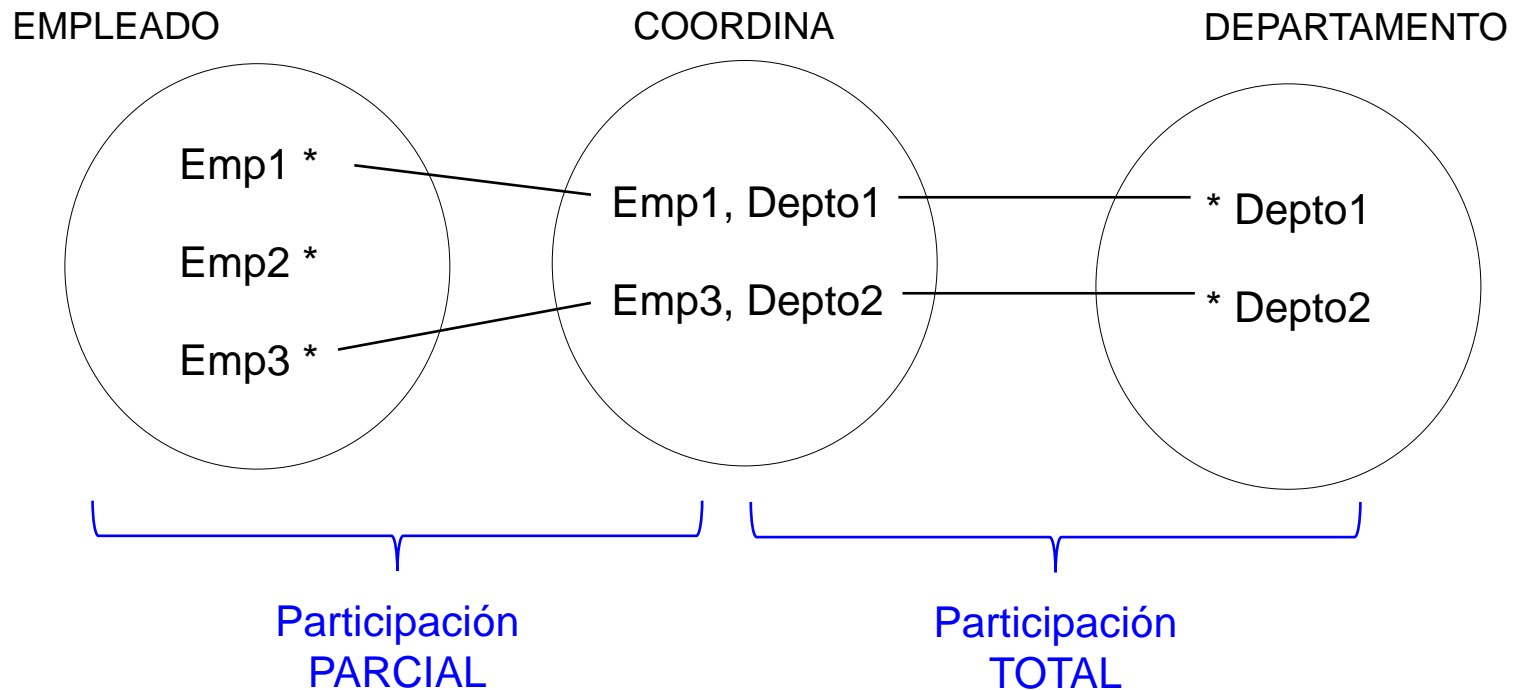 EMPLEADO
COORDINA
DEPARTAMENTO
Emp1 *
Emp2 *
Emp3 *
Emp1, Depto1
Emp3, Depto2
* Depto1
* Depto2
Participación
PARCIAL
Participación
TOTAL